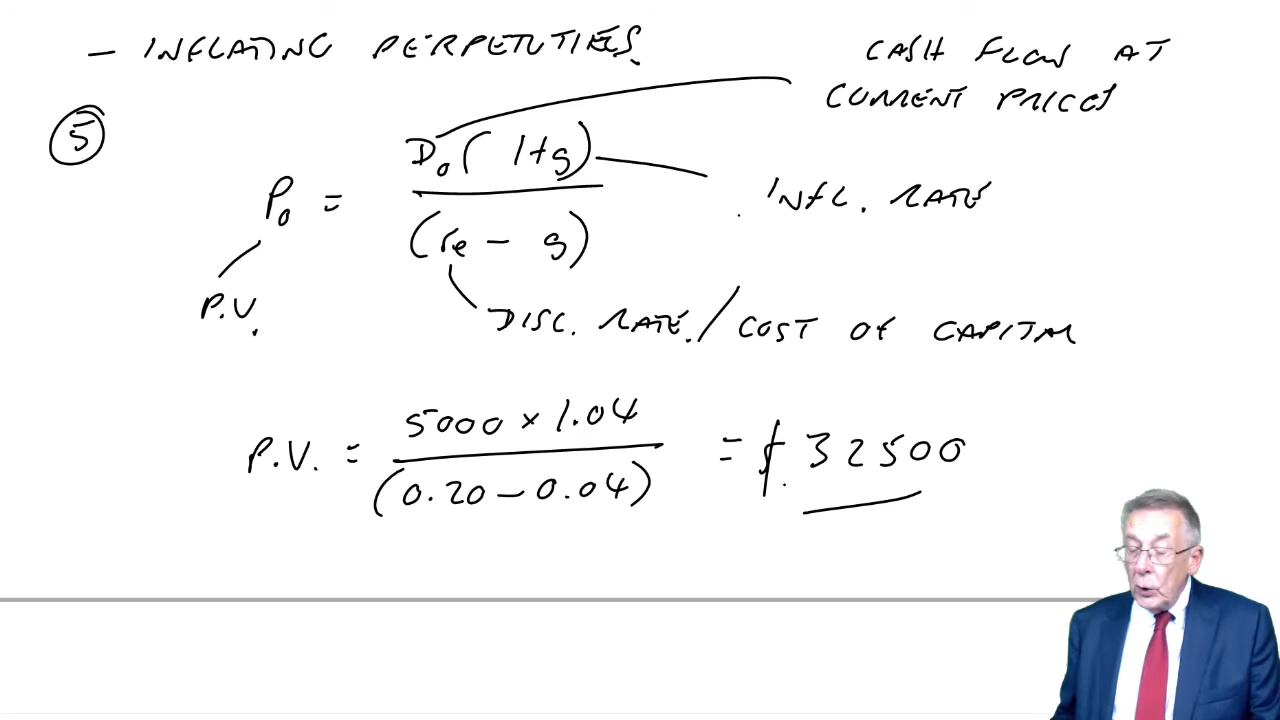 - INFLATING PERPETUTIES.
CASH FLOW AT
CURRENT PRICES
5
P₀ = D₀(1+g) / (re - g)
INFL. RATE
P.V.
DISC. RATE. / COST OF CAPITAL
P.V. = 5000 × 1.04 / (0.20 - 0.04) = $32500